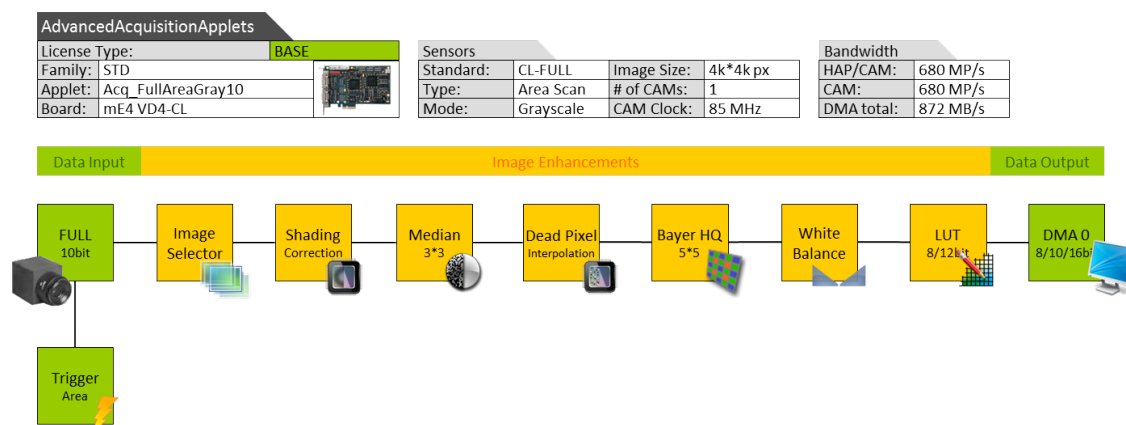 AdvancedAcquisitionApplets
License Type: BASE
Family: STD
Applet: Acq_FullAreaGray10
Board: mE4 VD4-CL
Sensors
Standard: CL-FULL Image Size: 4k*4k px
Type: Area Scan # of CAMs: 1
Mode: Grayscale CAM Clock: 85 MHz
Bandwidth
HAP/CAM: 680 MP/s
CAM: 680 MP/s
DMA total: 872 MB/s
Data Input
Image Enhancements
Data Output
FULL
10bit
Image
Selector
Shading
Correction
Median
3*3
Dead Pixel
Interpolation
Bayer HQ
5*5
White
Balance
LUT
8/12bit
DMA 0
8/10/16bi
Trigger
Area